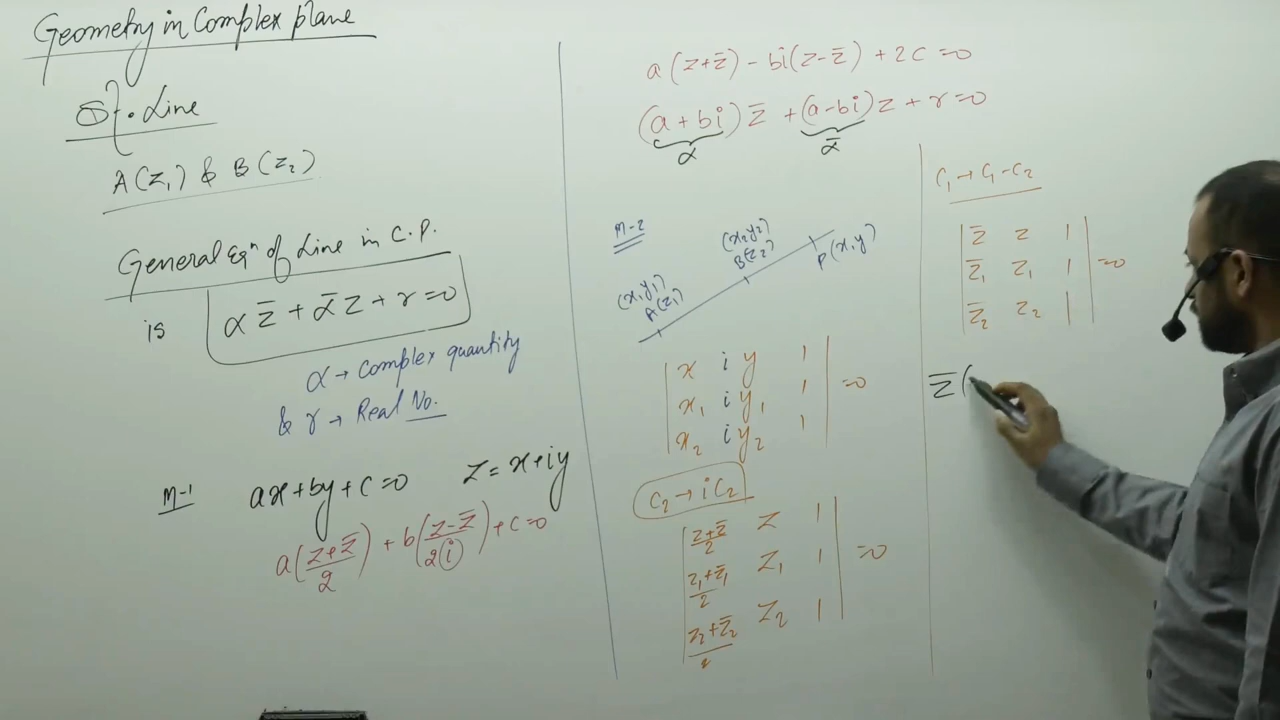 Geometry in Complex plane
St. Line
A(z₁) & B(z₂)
General Eqⁿ of Line in C.P.
is αz̅ + α̅z + r = 0
α → Complex quantity
& r → Real No.
M-1 ax + by + c = 0 z = x + iy
a((z + z̅)/2) + b((z - z̅)/2i) + c = 0
a(z + z̅) - bi(z - z̅) + 2c = 0
(a + bi)z̅ + (a - bi)z + r = 0
α α̅
M-2
(x₁, y₁)
A(z₁)
(x₂, y₂)
B(z₂)
P(x, y)
| x iy 1 |
| x₁ iy₁ 1 | = 0
| x₂ iy₂ 1 |
C₂ → iC₂
| (z + z̅)/2 z 1 |
| (z₁ + z̅₁)/2 z₁ 1 | = 0
| (z₂ + z̅₂)/2 z₂ 1 |
C₁ → C₁ - C₂
| z̅ z 1 |
| z̅₁ z₁ 1 | = 0
| z̅₂ z₂ 1 |
z̅(